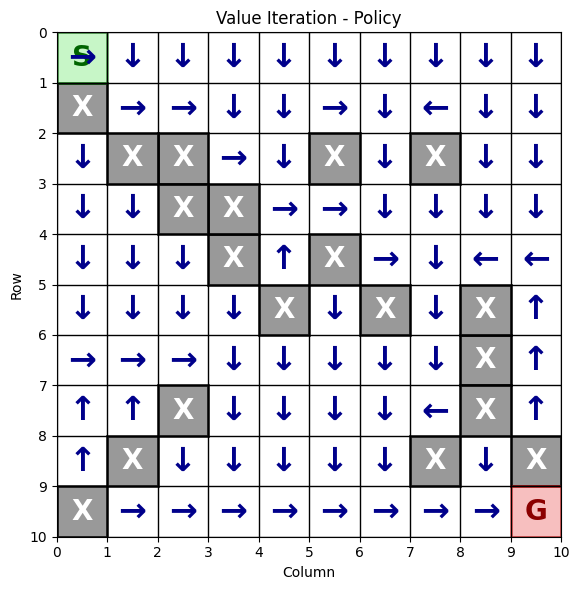 Value Iteration - Policy
0
S → ↓ ↓ ↓ ↓ ↓ ↓ ↓ ↓ ↓
1
X → → ↓ ↓ → ↓ ← ↓ ↓
2
↓ X X → ↓ X ↓ X ↓ ↓
3
↓ ↓ X X → → ↓ ↓ ↓ ↓
4
↓ ↓ ↓ X ↑ X → ↓ ← ←
5
↓ ↓ ↓ ↓ X ↓ X ↓ X ↑
6
→ → → ↓ ↓ ↓ ↓ ↓ X ↑
7
↑ ↑ X ↓ ↓ ↓ ↓ ← X ↑
8
↑ X ↓ ↓ ↓ ↓ ↓ X ↓ X
9
X → → → → → → → → G
10
0 1 2 3 4 5 6 7 8 9 10
Column
Row